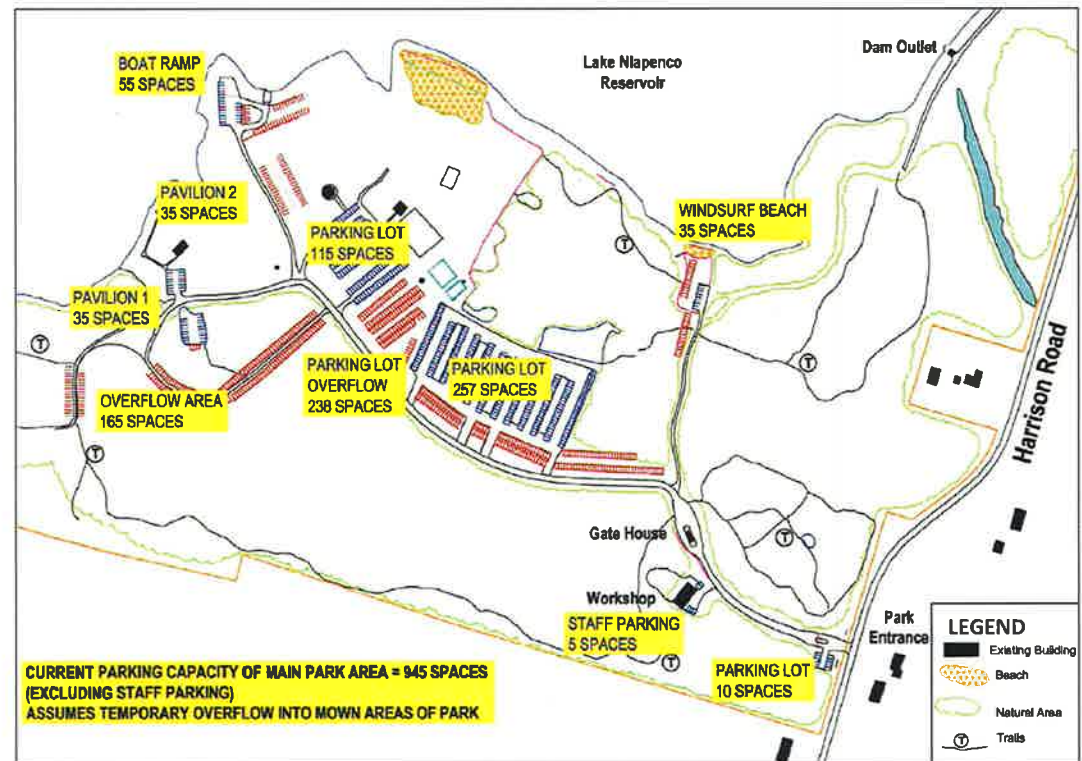 BOAT RAMP
55 SPACES
Lake Niapenco
Reservoir
Dam Outlet
PAVILION 2
35 SPACES
PARKING LOT
115 SPACES
WINDSURF BEACH
35 SPACES
T
PAVILION 1
35 SPACES
T
T
OVERFLOW AREA
165 SPACES
PARKING LOT
OVERFLOW
238 SPACES
PARKING LOT
257 SPACES
Harrison Road
T
Gate House
T
Workshop
STAFF PARKING
5 SPACES
T
Park
Entrance
PARKING LOT
10 SPACES
CURRENT PARKING CAPACITY OF MAIN PARK AREA = 945 SPACES
(EXCLUDING STAFF PARKING)
ASSUMES TEMPORARY OVERFLOW INTO MOWN AREAS OF PARK
LEGEND
Existing Building
Beach
Natural Area
T Trails